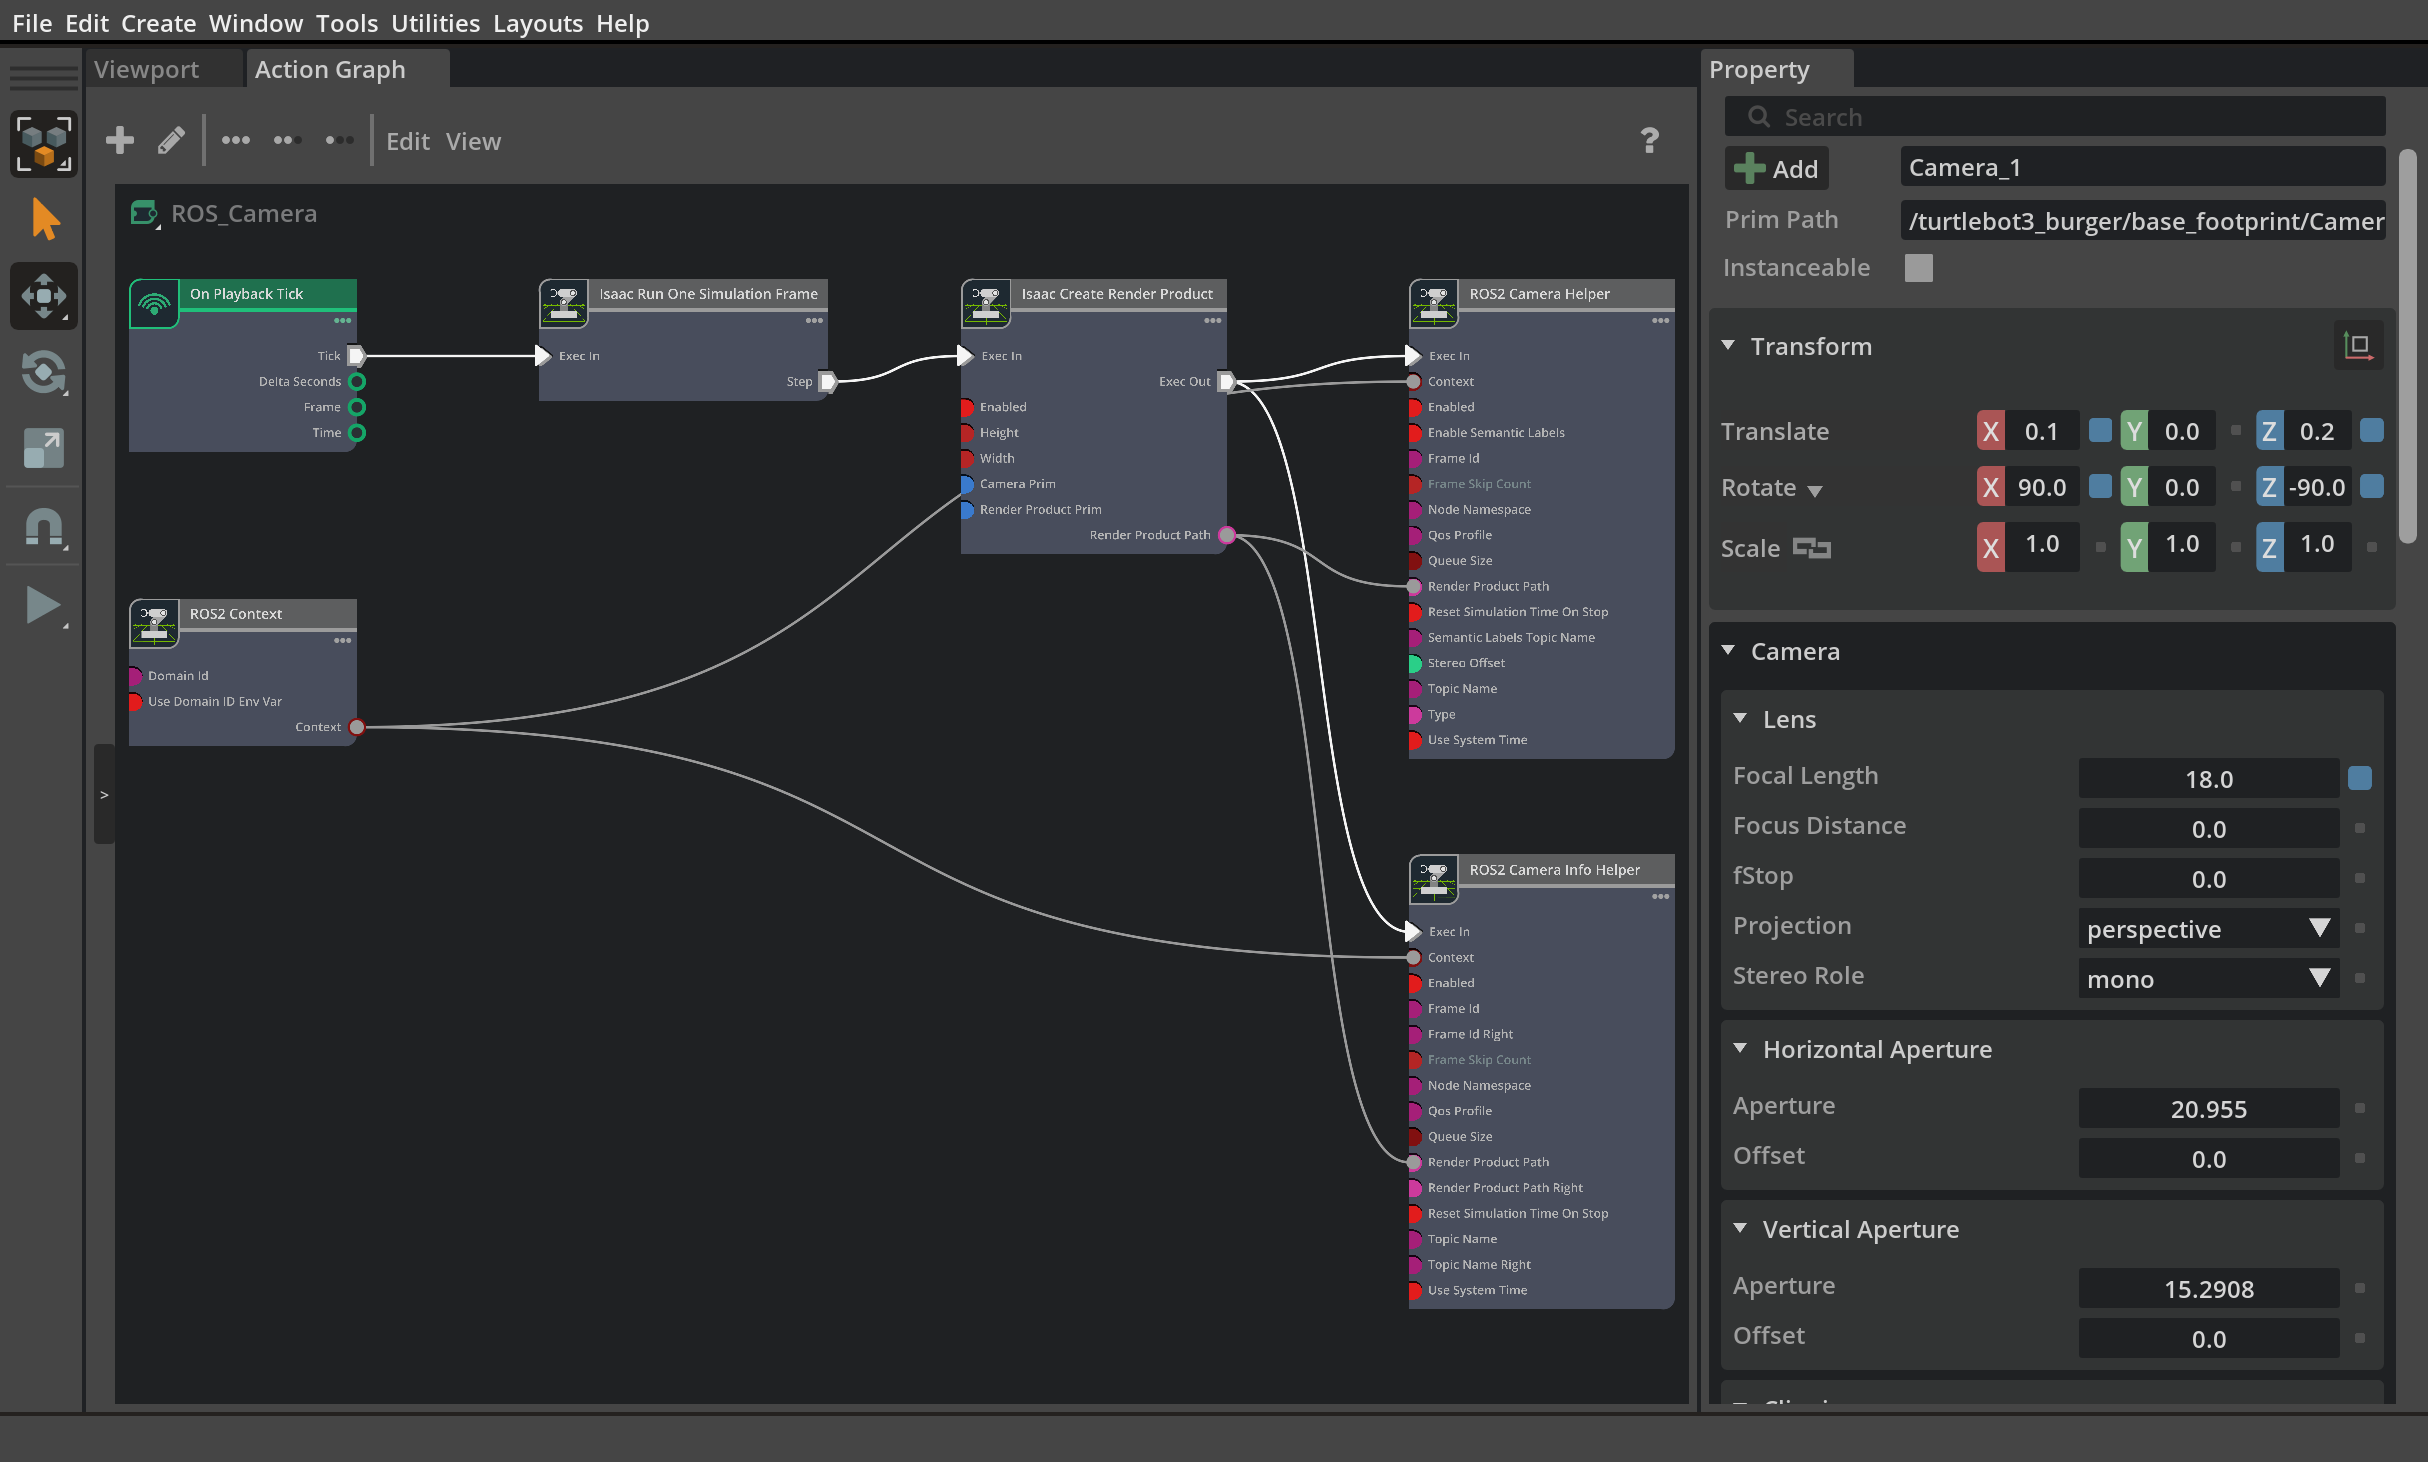 File Edit Create Window Tools Utilities Layouts Help
Viewport
Action Graph
Edit View
?
ROS_Camera
On Playback Tick
Tick
Delta Seconds
Frame
Time
Isaac Run One Simulation Frame
Exec In
Step
Isaac Create Render Product
Exec In
Exec Out
Enabled
Height
Width
Camera Prim
Render Product Prim
Render Product Path
ROS2 Camera Helper
Exec In
Context
Enabled
Enable Semantic Labels
Frame Id
Frame Skip Count
Node Namespace
Qos Profile
Queue Size
Render Product Path
Reset Simulation Time On Stop
Semantic Labels Topic Name
Stereo Offset
Topic Name
Type
Use System Time
ROS2 Context
Domain Id
Use Domain ID Env Var
Context
>
ROS2 Camera Info Helper
Exec In
Context
Enabled
Frame Id
Frame Id Right
Frame Skip Count
Node Namespace
Qos Profile
Queue Size
Render Product Path
Render Product Path Right
Reset Simulation Time On Stop
Topic Name
Topic Name Right
Use System Time
Property
Search
Add Camera_1
Prim Path /turtlebot3_burger/base_footprint/Camer
Instanceable
Transform
Translate X 0.1 Y 0.0 Z 0.2
Rotate X 90.0 Y 0.0 Z -90.0
Scale X 1.0 Y 1.0 Z 1.0
Camera
Lens
Focal Length 18.0
Focus Distance 0.0
fStop 0.0
Projection perspective
Stereo Role mono
Horizontal Aperture
Aperture 20.955
Offset 0.0
Vertical Aperture
Aperture 15.2908
Offset 0.0